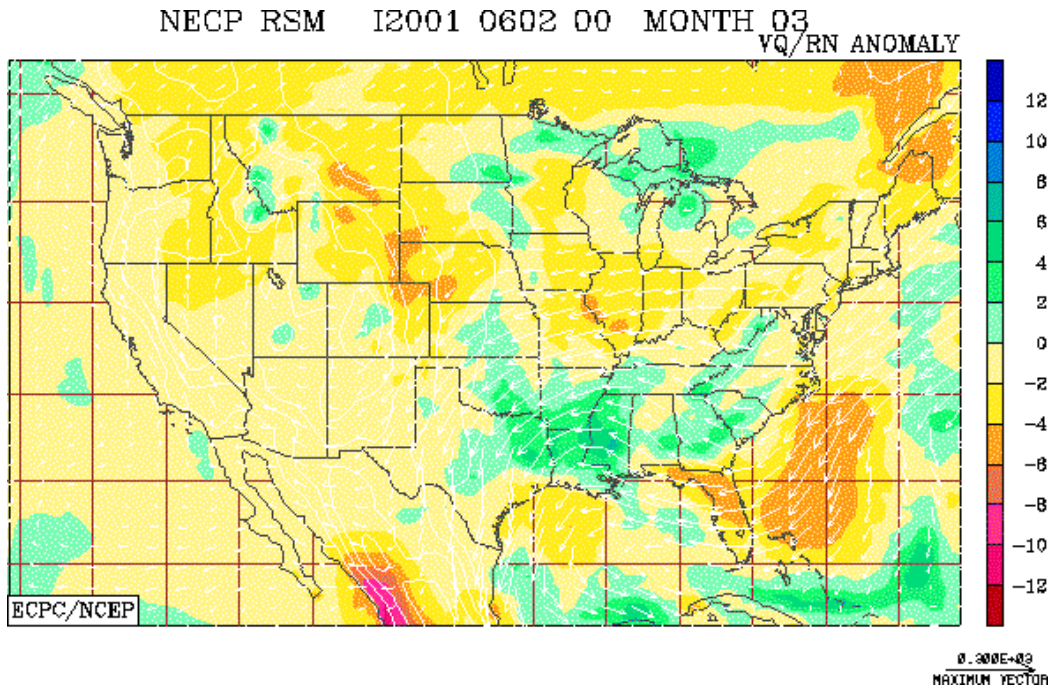 NECP RSM I2001 0602 00 MONTH 03
VQ/RN ANOMALY
12
10
8
6
4
2
0
-2
-4
-6
-8
-10
-12
ECPC/NCEP
0.300E+03
MAXIMUM VECTOR